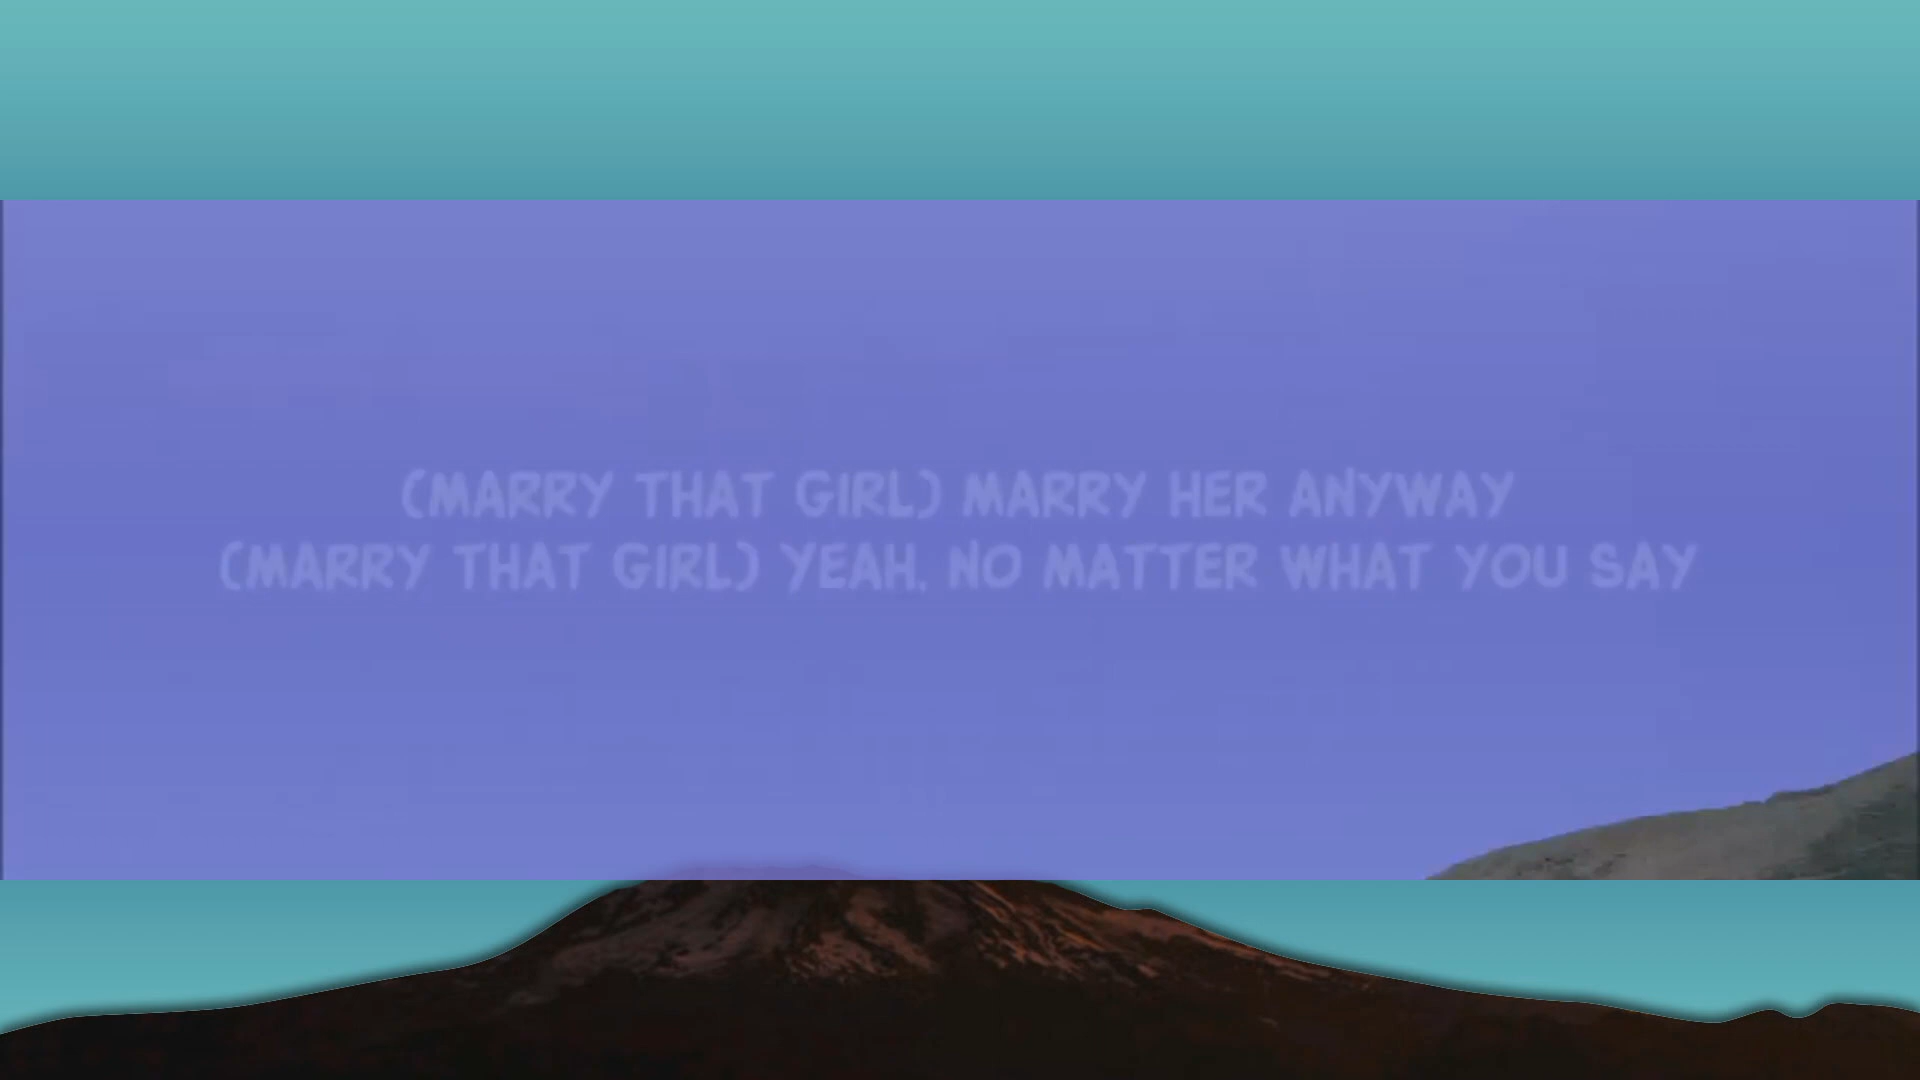 (MARRY THAT GIRL) MARRY HER ANYWAY
(MARRY THAT GIRL) YEAH, NO MATTER WHAT YOU SAY